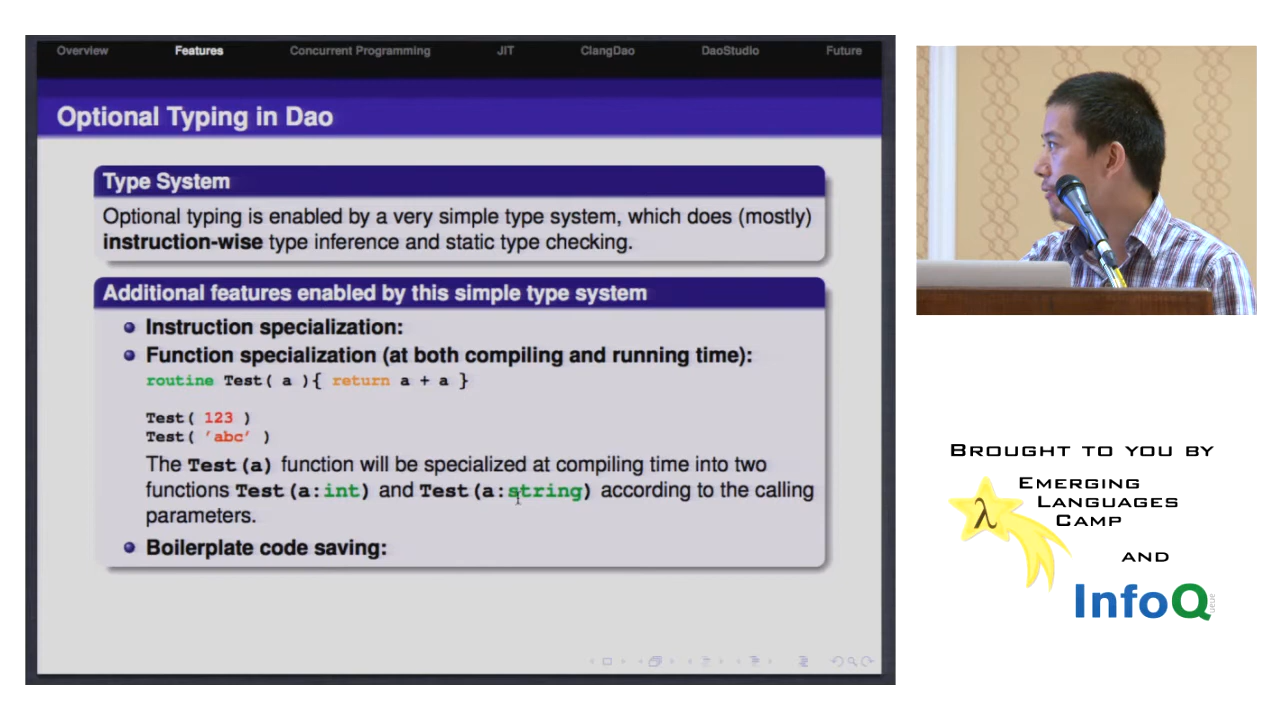 Overview Features Concurrent Programming JIT ClangDao DaoStudio Future
Optional Typing in Dao
Type System
Optional typing is enabled by a very simple type system, which does (mostly)
instruction-wise type inference and static type checking.
Additional features enabled by this simple type system
Instruction specialization:
Function specialization (at both compiling and running time):
routine Test( a ){ return a + a }
Test( 123 )
Test( 'abc' )
The Test(a) function will be specialized at compiling time into two
functions Test(a:int) and Test(a:string) according to the calling
parameters.
Boilerplate code saving:
BROUGHT TO YOU BY
λ
EMERGING
LANGUAGES
CAMP
AND
InfoQ
ueue